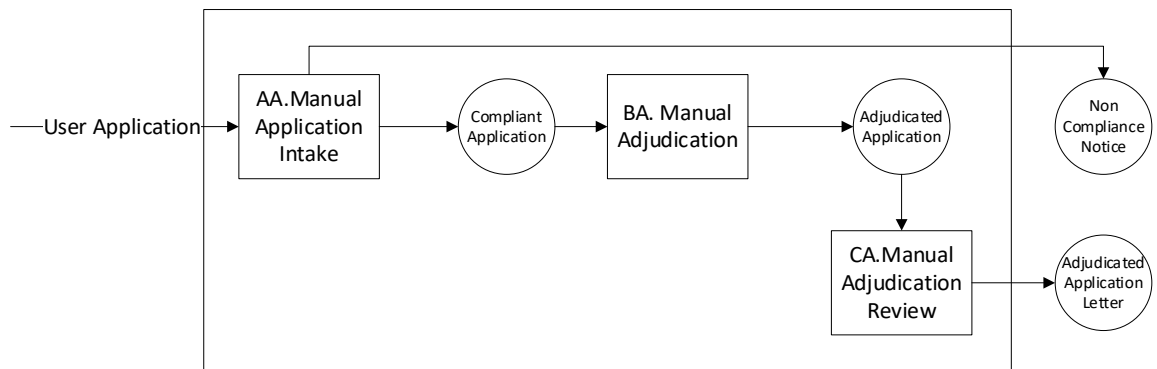 User Application
AA.Manual
Application
Intake
Compliant
Application
BA. Manual
Adjudication
Adjudicated
Application
Non
Compliance
Notice
CA.Manual
Adjudication
Review
Adjudicated
Application
Letter